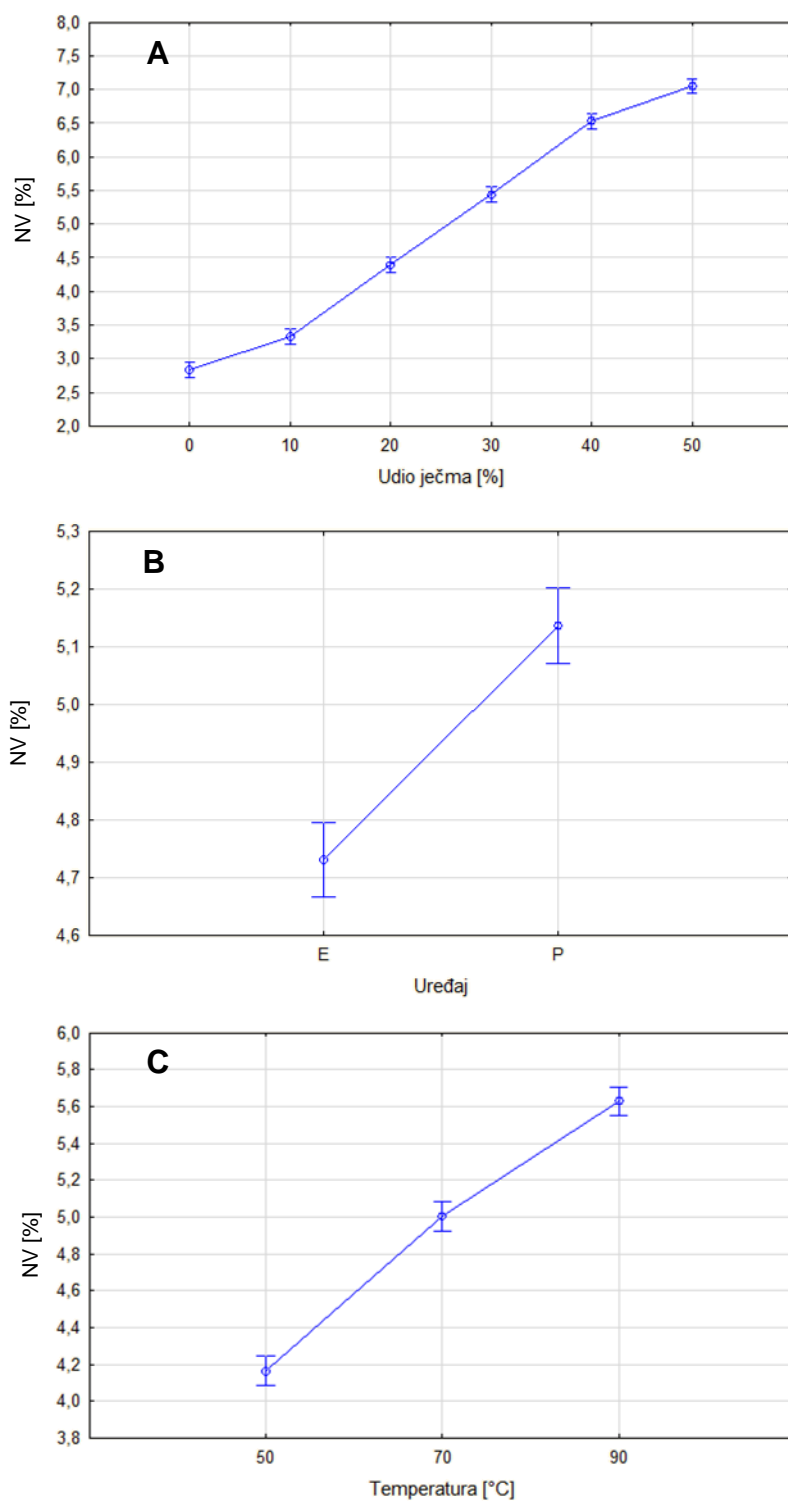 A
NV [%]
8,0
7,5
7,0
6,5
6,0
5,5
5,0
4,5
4,0
3,5
3,0
2,5
2,0
0 10 20 30 40 50
Udio ječma [%]
B
NV [%]
5,3
5,2
5,1
5,0
4,9
4,8
4,7
4,6
E P
Uređaj
C
NV [%]
6,0
5,8
5,6
5,4
5,2
5,0
4,8
4,6
4,4
4,2
4,0
3,8
50 70 90
Temperatura [°C]